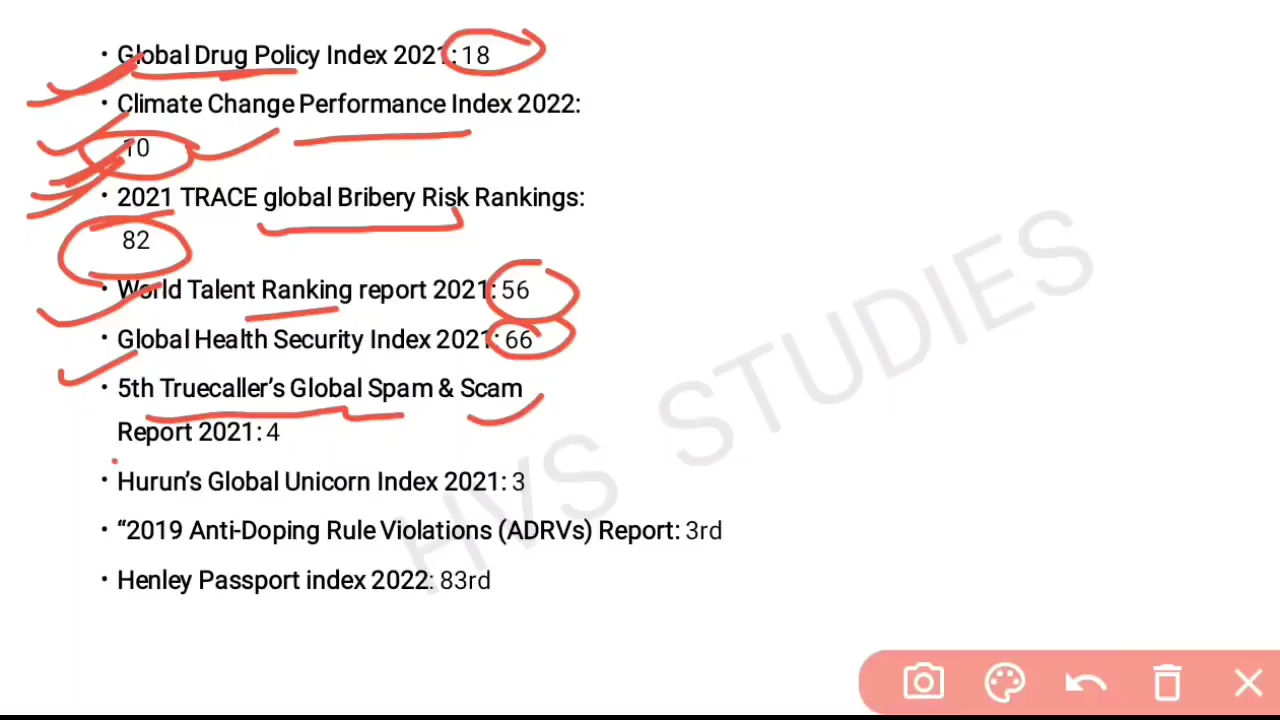 • Global Drug Policy Index 2021: 18
• Climate Change Performance Index 2022:
10
• 2021 TRACE global Bribery Risk Rankings:
82
• World Talent Ranking report 2021: 56
• Global Health Security Index 2021: 66
• 5th Truecaller’s Global Spam & Scam
Report 2021: 4
• Hurun’s Global Unicorn Index 2021: 3
• “2019 Anti-Doping Rule Violations (ADRVs) Report: 3rd
• Henley Passport index 2022: 83rd
HVS STUDIES